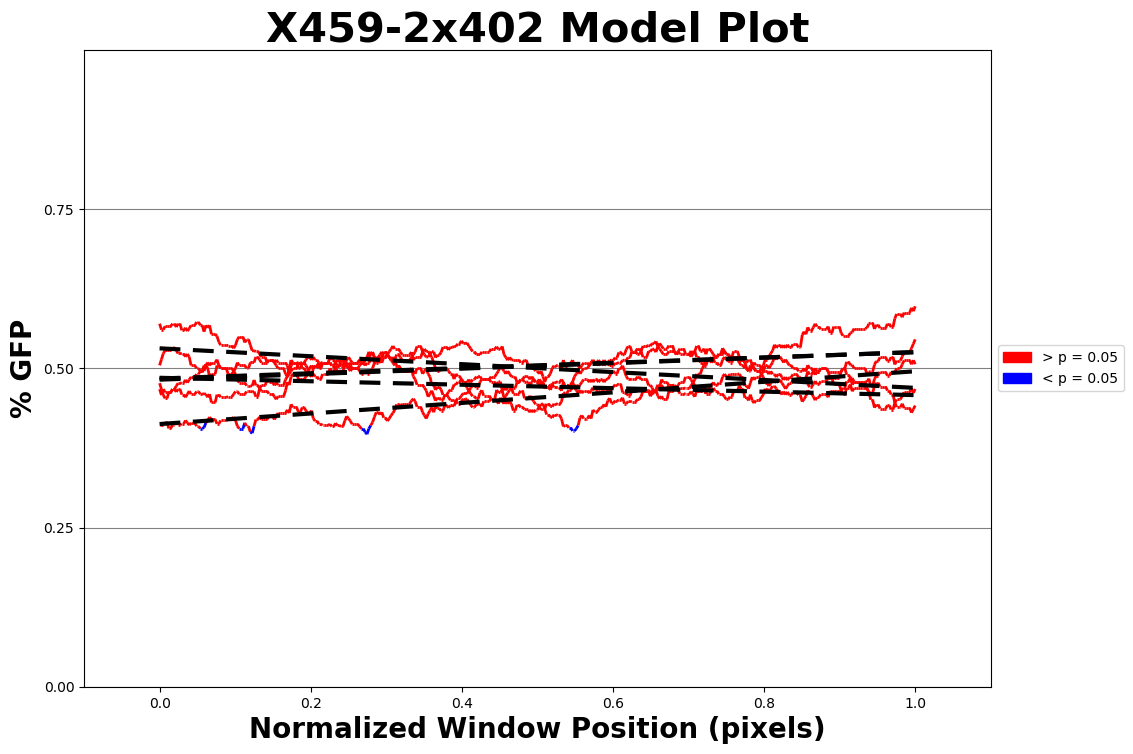 X459-2x402 Model Plot
% GFP
0.75
0.50
0.25
0.00
0.0 0.2 0.4 0.6 0.8 1.0
Normalized Window Position (pixels)
> p = 0.05
< p = 0.05